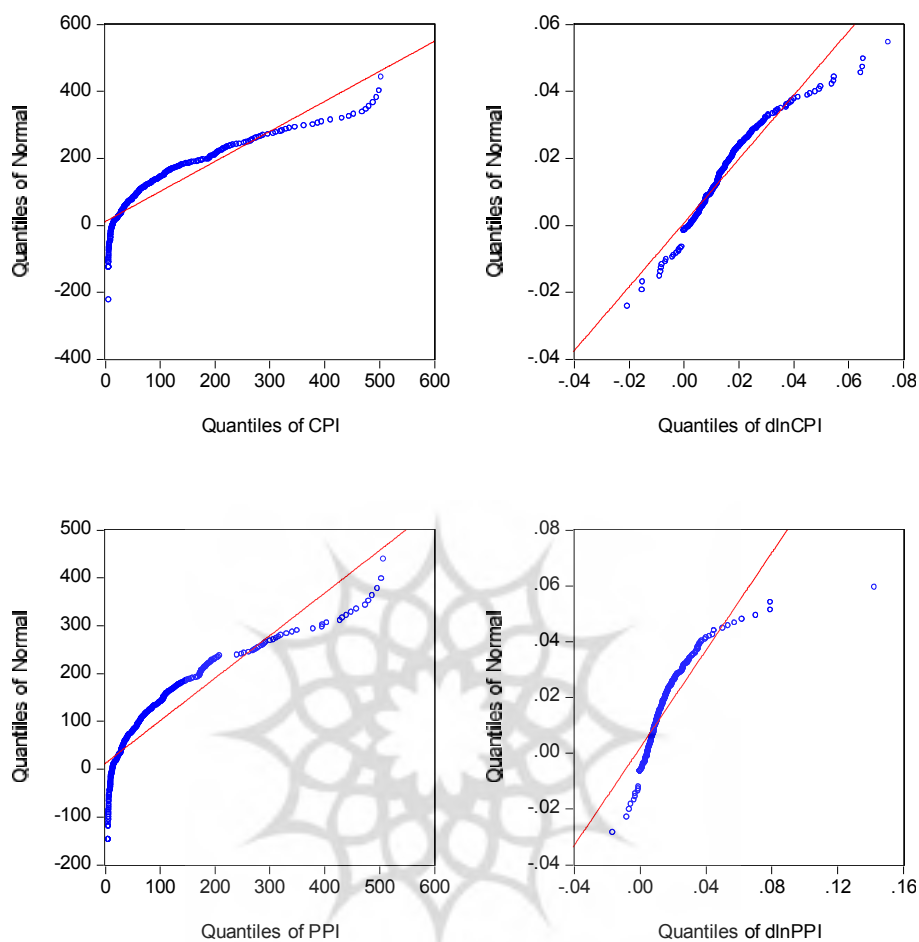 600
400
200
0
-200
-400
Quantiles of Normal
0 100 200 300 400 500 600
Quantiles of CPI
.06
.04
.02
.00
-.02
-.04
Quantiles of Normal
-.04 -.02 .00 .02 .04 .06 .08
Quantiles of dlnCPI
500
400
300
200
100
0
-100
-200
Quantiles of Normal
0 100 200 300 400 500 600
Quantiles of PPI
.08
.06
.04
.02
.00
-.02
-.04
Quantiles of Normal
-.04 .00 .04 .08 .12 .16
Quantiles of dlnPPI